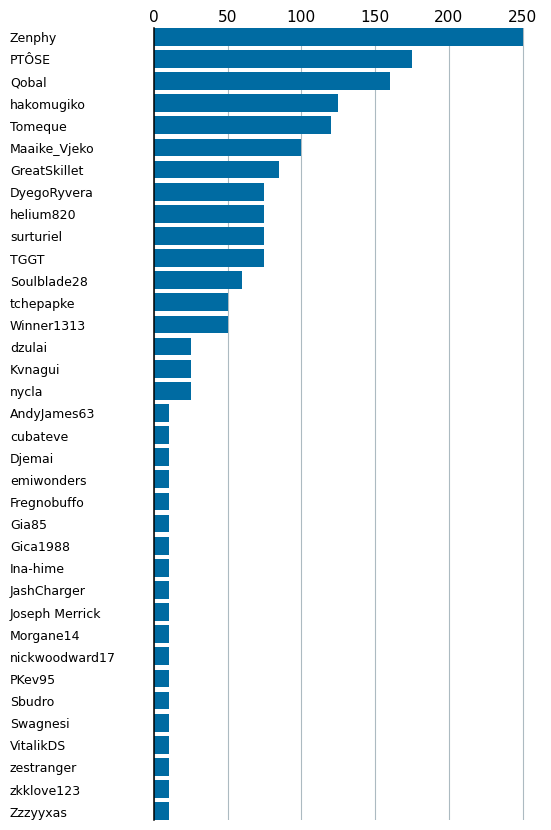 0 50 100 150 200 250
Zenphy
PTÔSE
Qobal
hakomugiko
Tomeque
Maaike_Vjeko
GreatSkillet
DyegoRyvera
helium820
surturiel
TGGT
Soulblade28
tchepapke
Winner1313
dzulai
Kvnagui
nycla
AndyJames63
cubateve
Djemai
emiwonders
Fregnobuffo
Gia85
Gica1988
Ina-hime
JashCharger
Joseph Merrick
Morgane14
nickwoodward17
PKev95
Sbudro
Swagnesi
VitalikDS
zestranger
zkklove123
Zzzyyxas